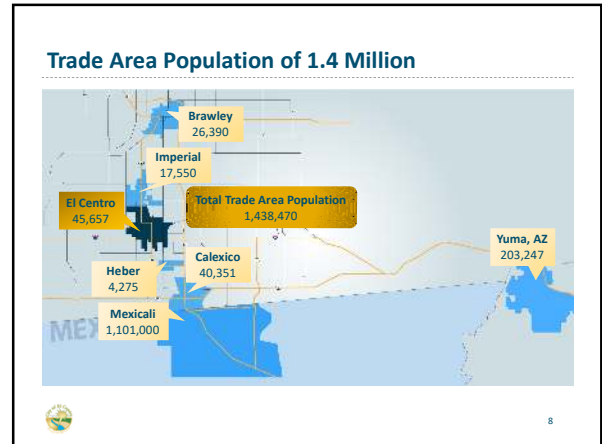 Trade Area Population of 1.4 Million
Brawley
26,390
Imperial
17,550
El Centro
45,657
Total Trade Area Population
1,438,470
Yuma, AZ
203,247
Heber
4,275
Calexico
40,351
Mexicali
1,101,000
8